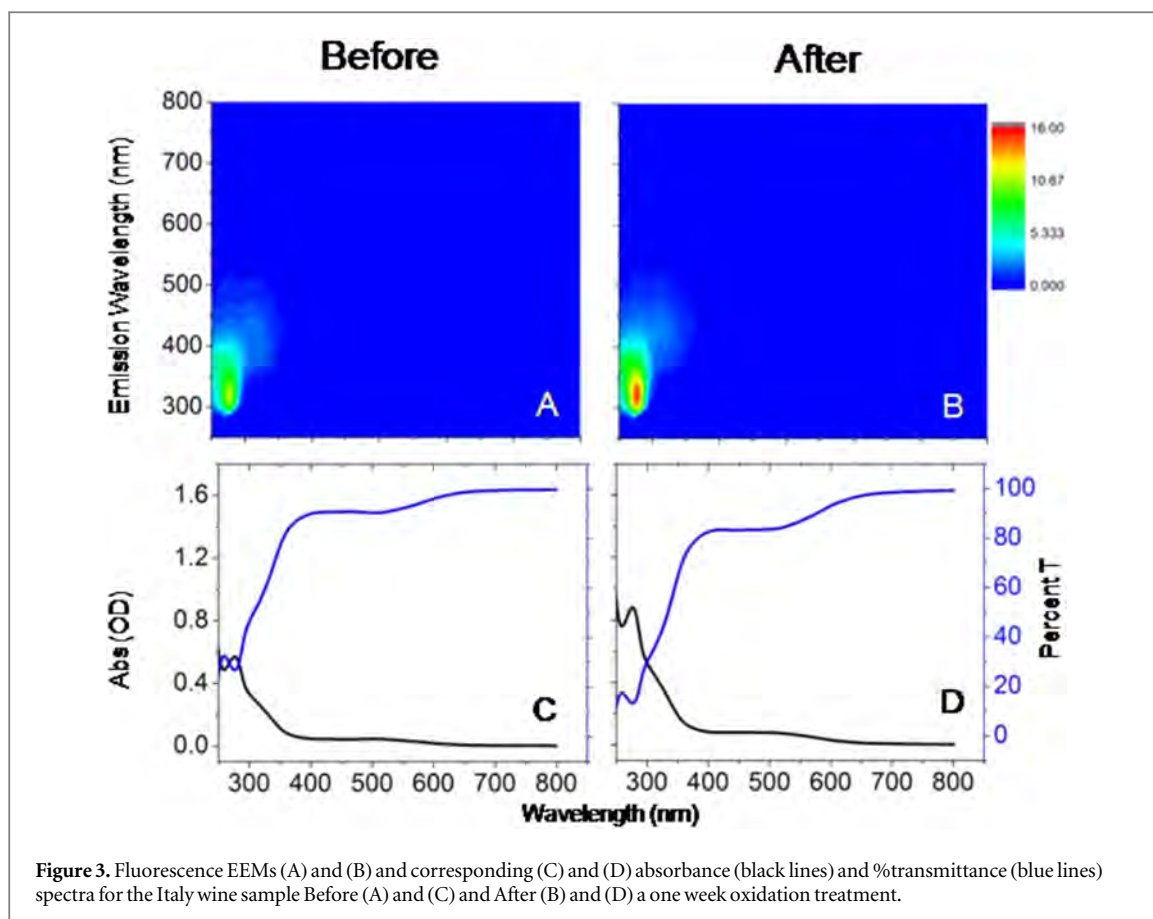 Before
After
800
700
600
500
400
300
Emission Wavelength (nm)
A
B
16.00
10.67
5.333
0.000
1.6
1.2
0.8
0.4
0.0
Abs (OD)
C
D
100
80
60
40
20
0
Percent T
300 400 500 600 700 800
300 400 500 600 700 800
Wavelength (nm)
Figure 3. Fluorescence EEMs (A) and (B) and corresponding (C) and (D) absorbance (black lines) and %transmittance (blue lines)
spectra for the Italy wine sample Before (A) and (C) and After (B) and (D) a one week oxidation treatment.